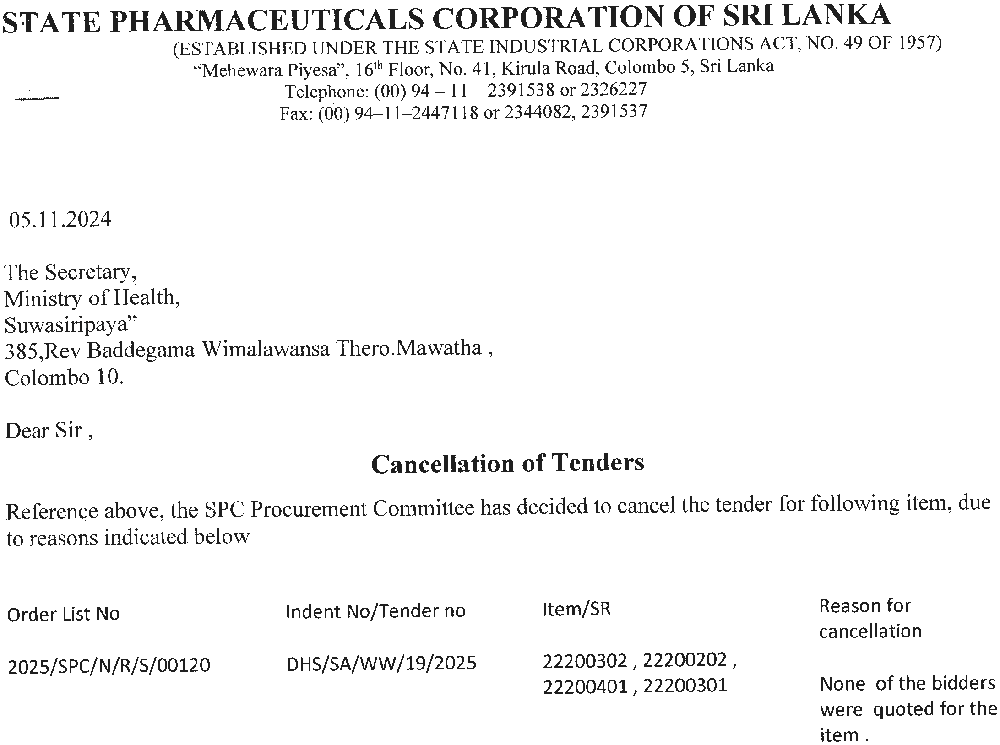 STATE PHARMACEUTICALS CORPORATION OF SRI LANKA
(ESTABLISHED UNDER THE STATE INDUSTRIAL CORPORATIONS ACT, NO. 49 OF 1957)
“Mehewara Piyesa”, 16th Floor, No. 41, Kirula Road, Colombo 5, Sri Lanka
Telephone: (00) 94 – 11 – 2391538 or 2326227
Fax: (00) 94–11–2447118 or 2344082, 2391537
05.11.2024
The Secretary,
Ministry of Health,
Suwasiripaya”
385,Rev Baddegama Wimalawansa Thero.Mawatha ,
Colombo 10.
Dear Sir ,
Cancellation of Tenders
Reference above, the SPC Procurement Committee has decided to cancel the tender for following item, due
to reasons indicated below
Order List No
Indent No/Tender no
Item/SR
Reason for
cancellation
2025/SPC/N/R/S/00120
DHS/SA/WW/19/2025
22200302 , 22200202 ,
22200401 , 22200301
None of the bidders
were quoted for the
item .